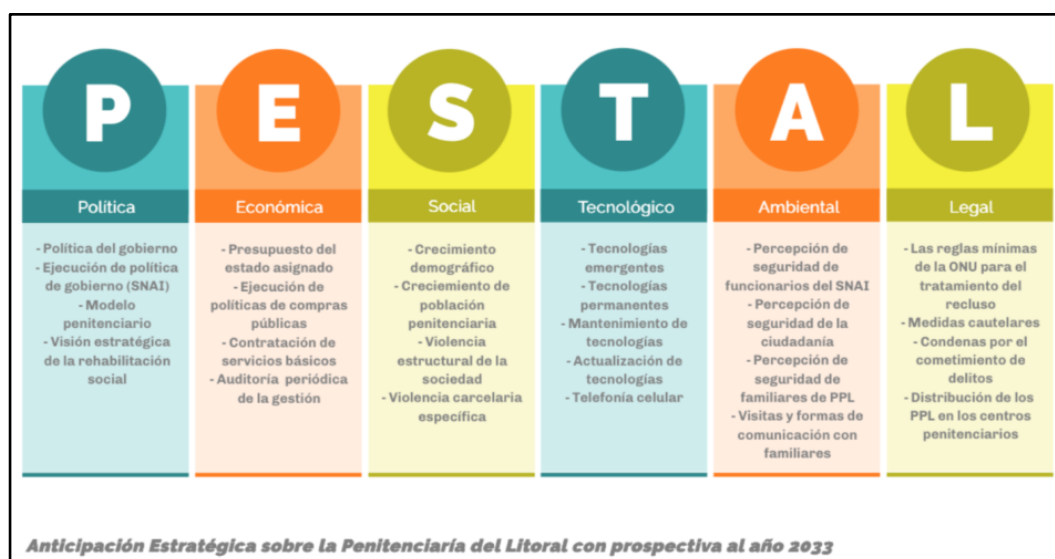 P
E
S
T
A
L
Política
Económica
Social
Tecnológico
Ambiental
Legal
- Política del gobierno
- Ejecución de política
de gobierno (SNAI)
- Modelo
penitenciario
- Visión estratégica
de la rehabilitación
social
- Presupuesto del
estado asignado
- Ejecución de
políticas de compras
públicas
- Contratación de
servicios básicos
- Auditoría periódica
de la gestión
- Crecimiento
demográfico
- Creciemiento de
población
penitenciaria
- Violencia
estructural de la
sociedad
- Violencia carcelaria
específica
- Tecnologías
emergentes
- Tecnologías
permanentes
- Mantenimiento de
tecnologías
- Actualización de
tecnologías
- Telefonía celular
- Percepción de
seguridad de
funcionarios del SNAI
- Percepción de
seguridad de la
ciudadanía
- Percepción de
seguridad de
familiares de PPL
- Visitas y formas de
comunicación con
familiares
- Las reglas mínimas
de la ONU para el
tratamiento del
recluso
- Medidas cautelares
- Condenas por el
cometimiento de
delitos
- Distribución de los
PPL en los centros
penitenciarios
Anticipación Estratégica sobre la Penitenciaría del Litoral con prospectiva al año 2033